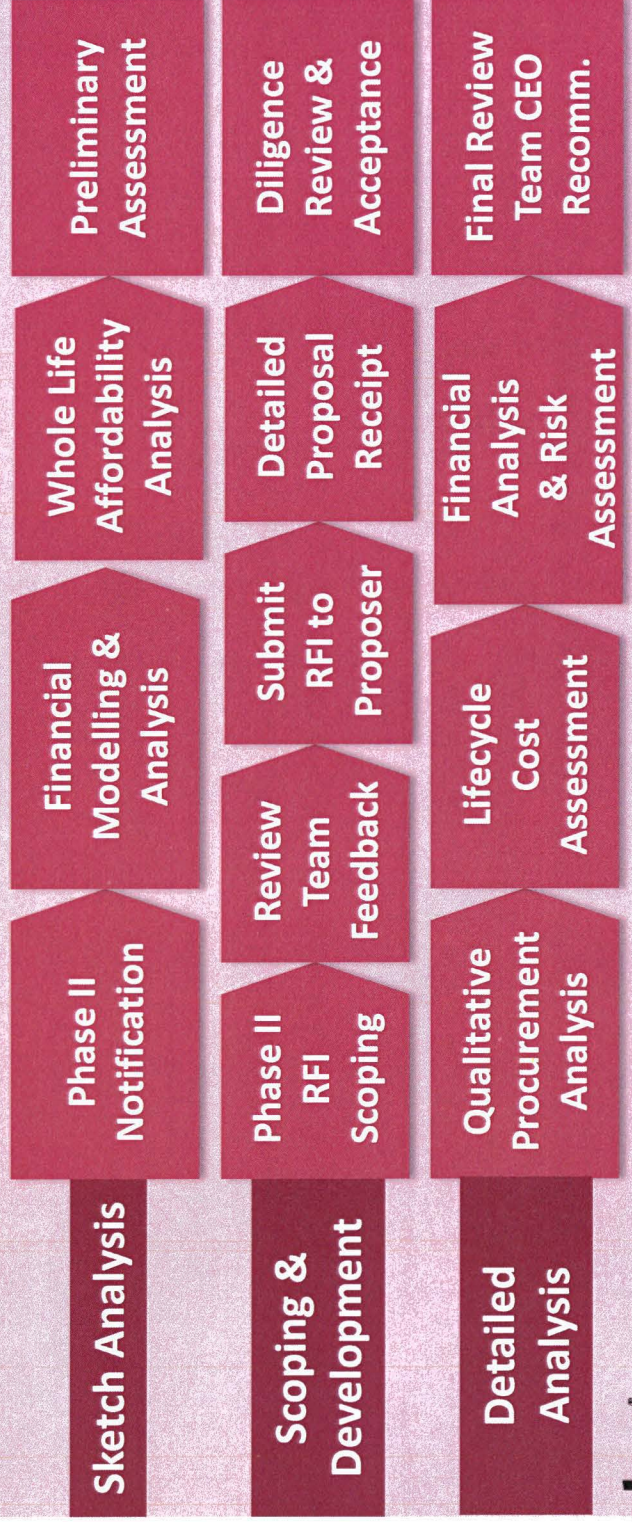 Sketch Analysis
Phase II
Notification
Financial
Modelling &
Analysis
Whole Life
Affordability
Analysis
Preliminary
Assessment
Scoping &
Development
Phase II
RFI
Scoping
Review
Team
Feedback
Submit
RFI to
Proposer
Detailed
Proposal
Receipt
Diligence
Review &
Acceptance
Detailed
Analysis
Qualitative
Procurement
Analysis
Lifecycle
Cost
Assessment
Financial
Analysis
& Risk
Assessment
Final Review
Team CEO
Recomm.